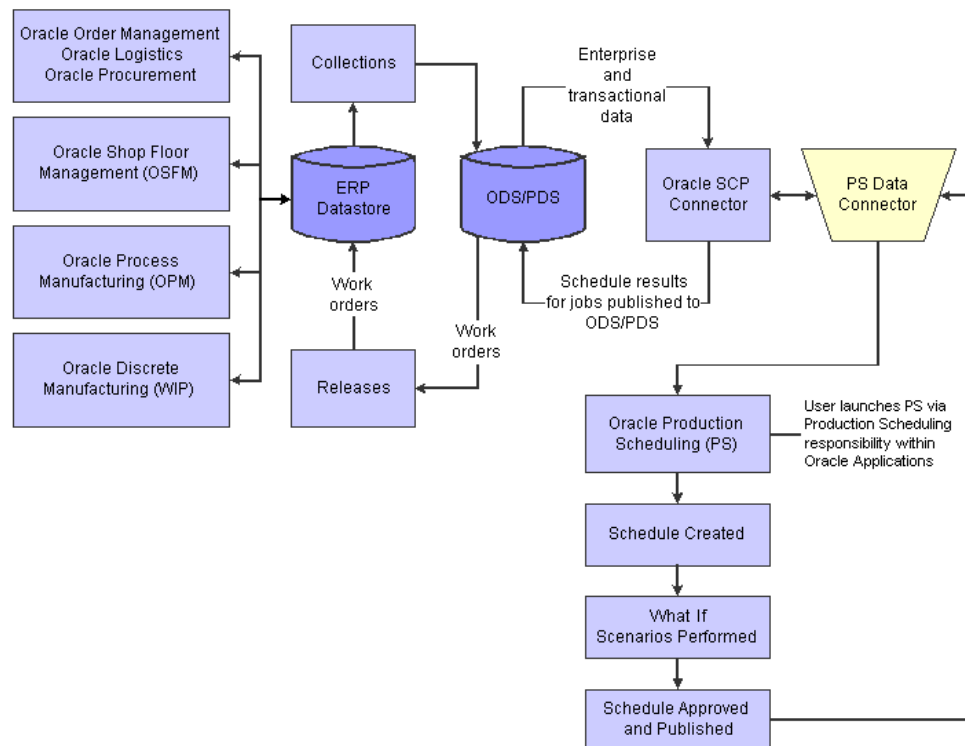 Oracle Order Management
Oracle Logistics
Oracle Procurement
Collections
Enterprise
and
transactional
data
Oracle Shop Floor
Management (OSFM)
ERP
Datastore
ODS/PDS
Oracle SCP
Connector
PS Data
Connector
Oracle Process
Manufacturing (OPM)
Work
orders
Schedule results
for jobs published to
ODS/PDS
Work
orders
Oracle Discrete
Manufacturing (WIP)
Releases
Oracle Production
Scheduling (PS)
User launches PS via
Production Scheduling
responsibility within
Oracle Applications
Schedule Created
What If
Scenarios Performed
Schedule Approved
and Published